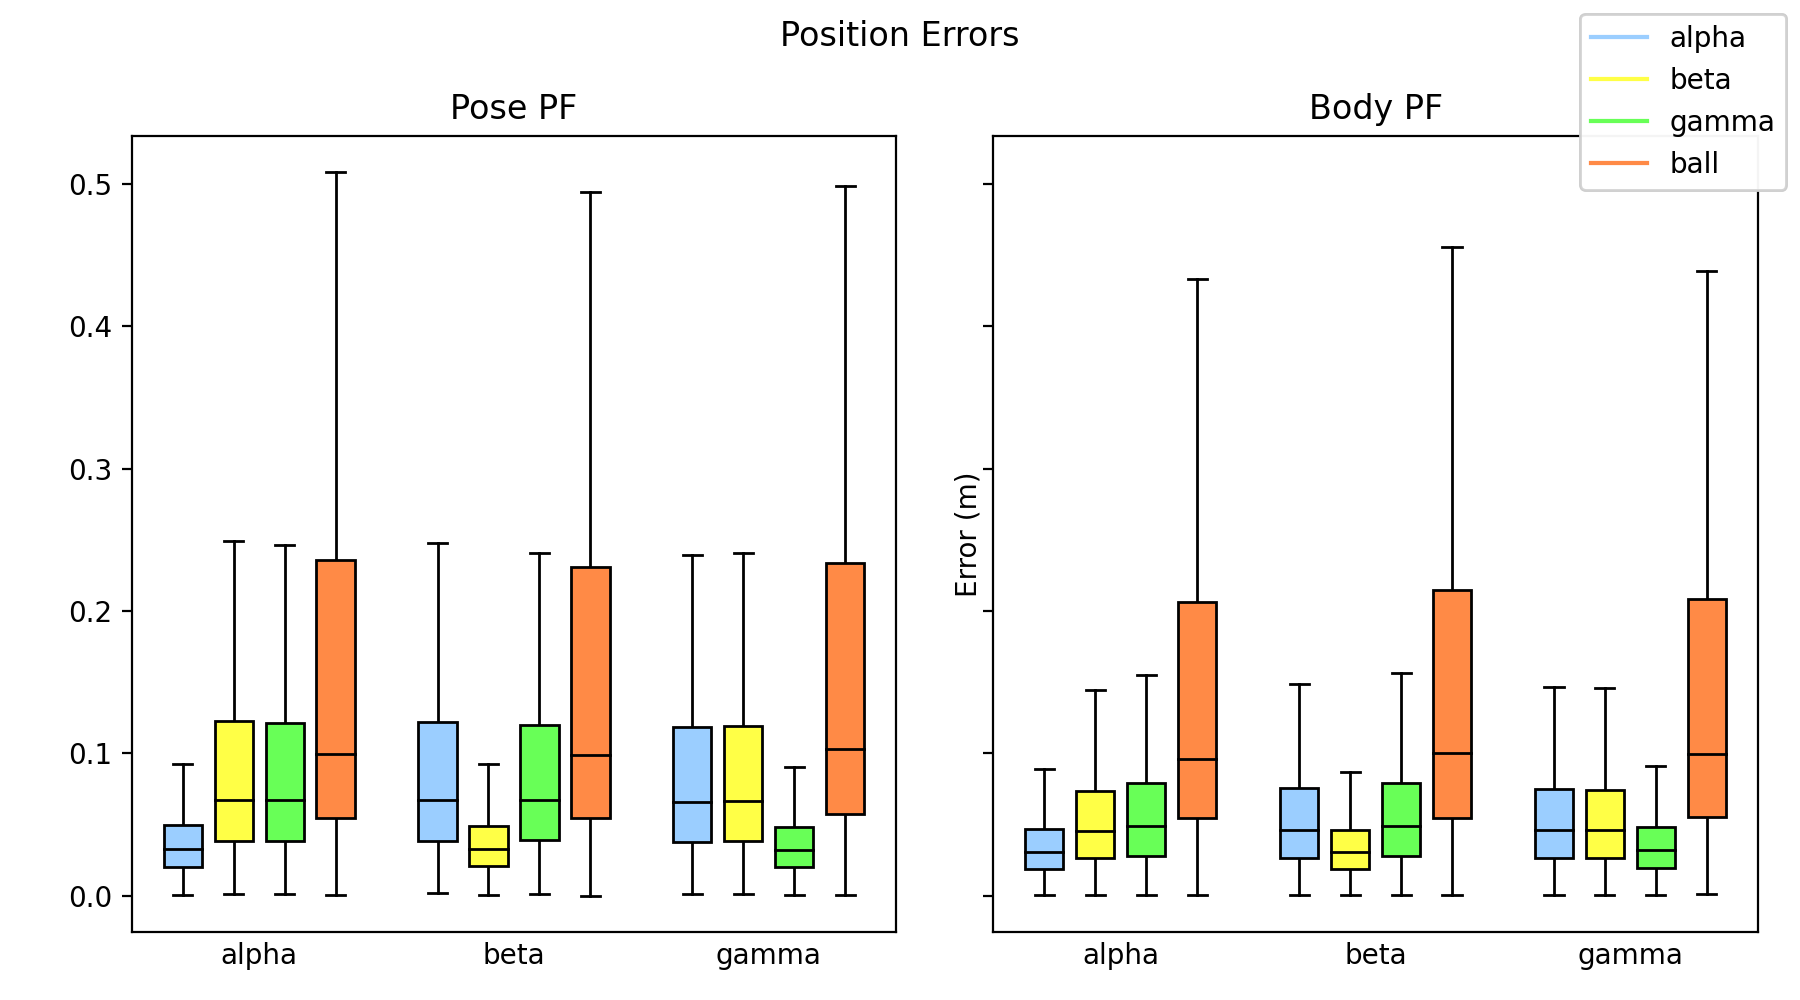 Position Errors
alpha
beta
gamma
ball
Pose PF
0.5
0.4
0.3
0.2
0.1
0.0
alpha beta gamma
Body PF
Error (m)
alpha beta gamma